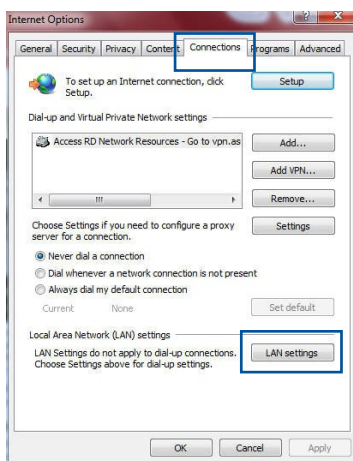 Internet Options
General Security Privacy Content Connections Programs Advanced
To set up an Internet connection, click
Setup.
Setup
Dial-up and Virtual Private Network settings
Access RD Network Resources - Go to vpn.as
Add...
Add VPN...
Remove...
Choose Settings if you need to configure a proxy
server for a connection.
Settings
Never dial a connection
Dial whenever a network connection is not present
Always dial my default connection
Current None
Set default
Local Area Network (LAN) settings
LAN Settings do not apply to dial-up connections.
Choose Settings above for dial-up settings.
LAN settings
OK Cancel Apply